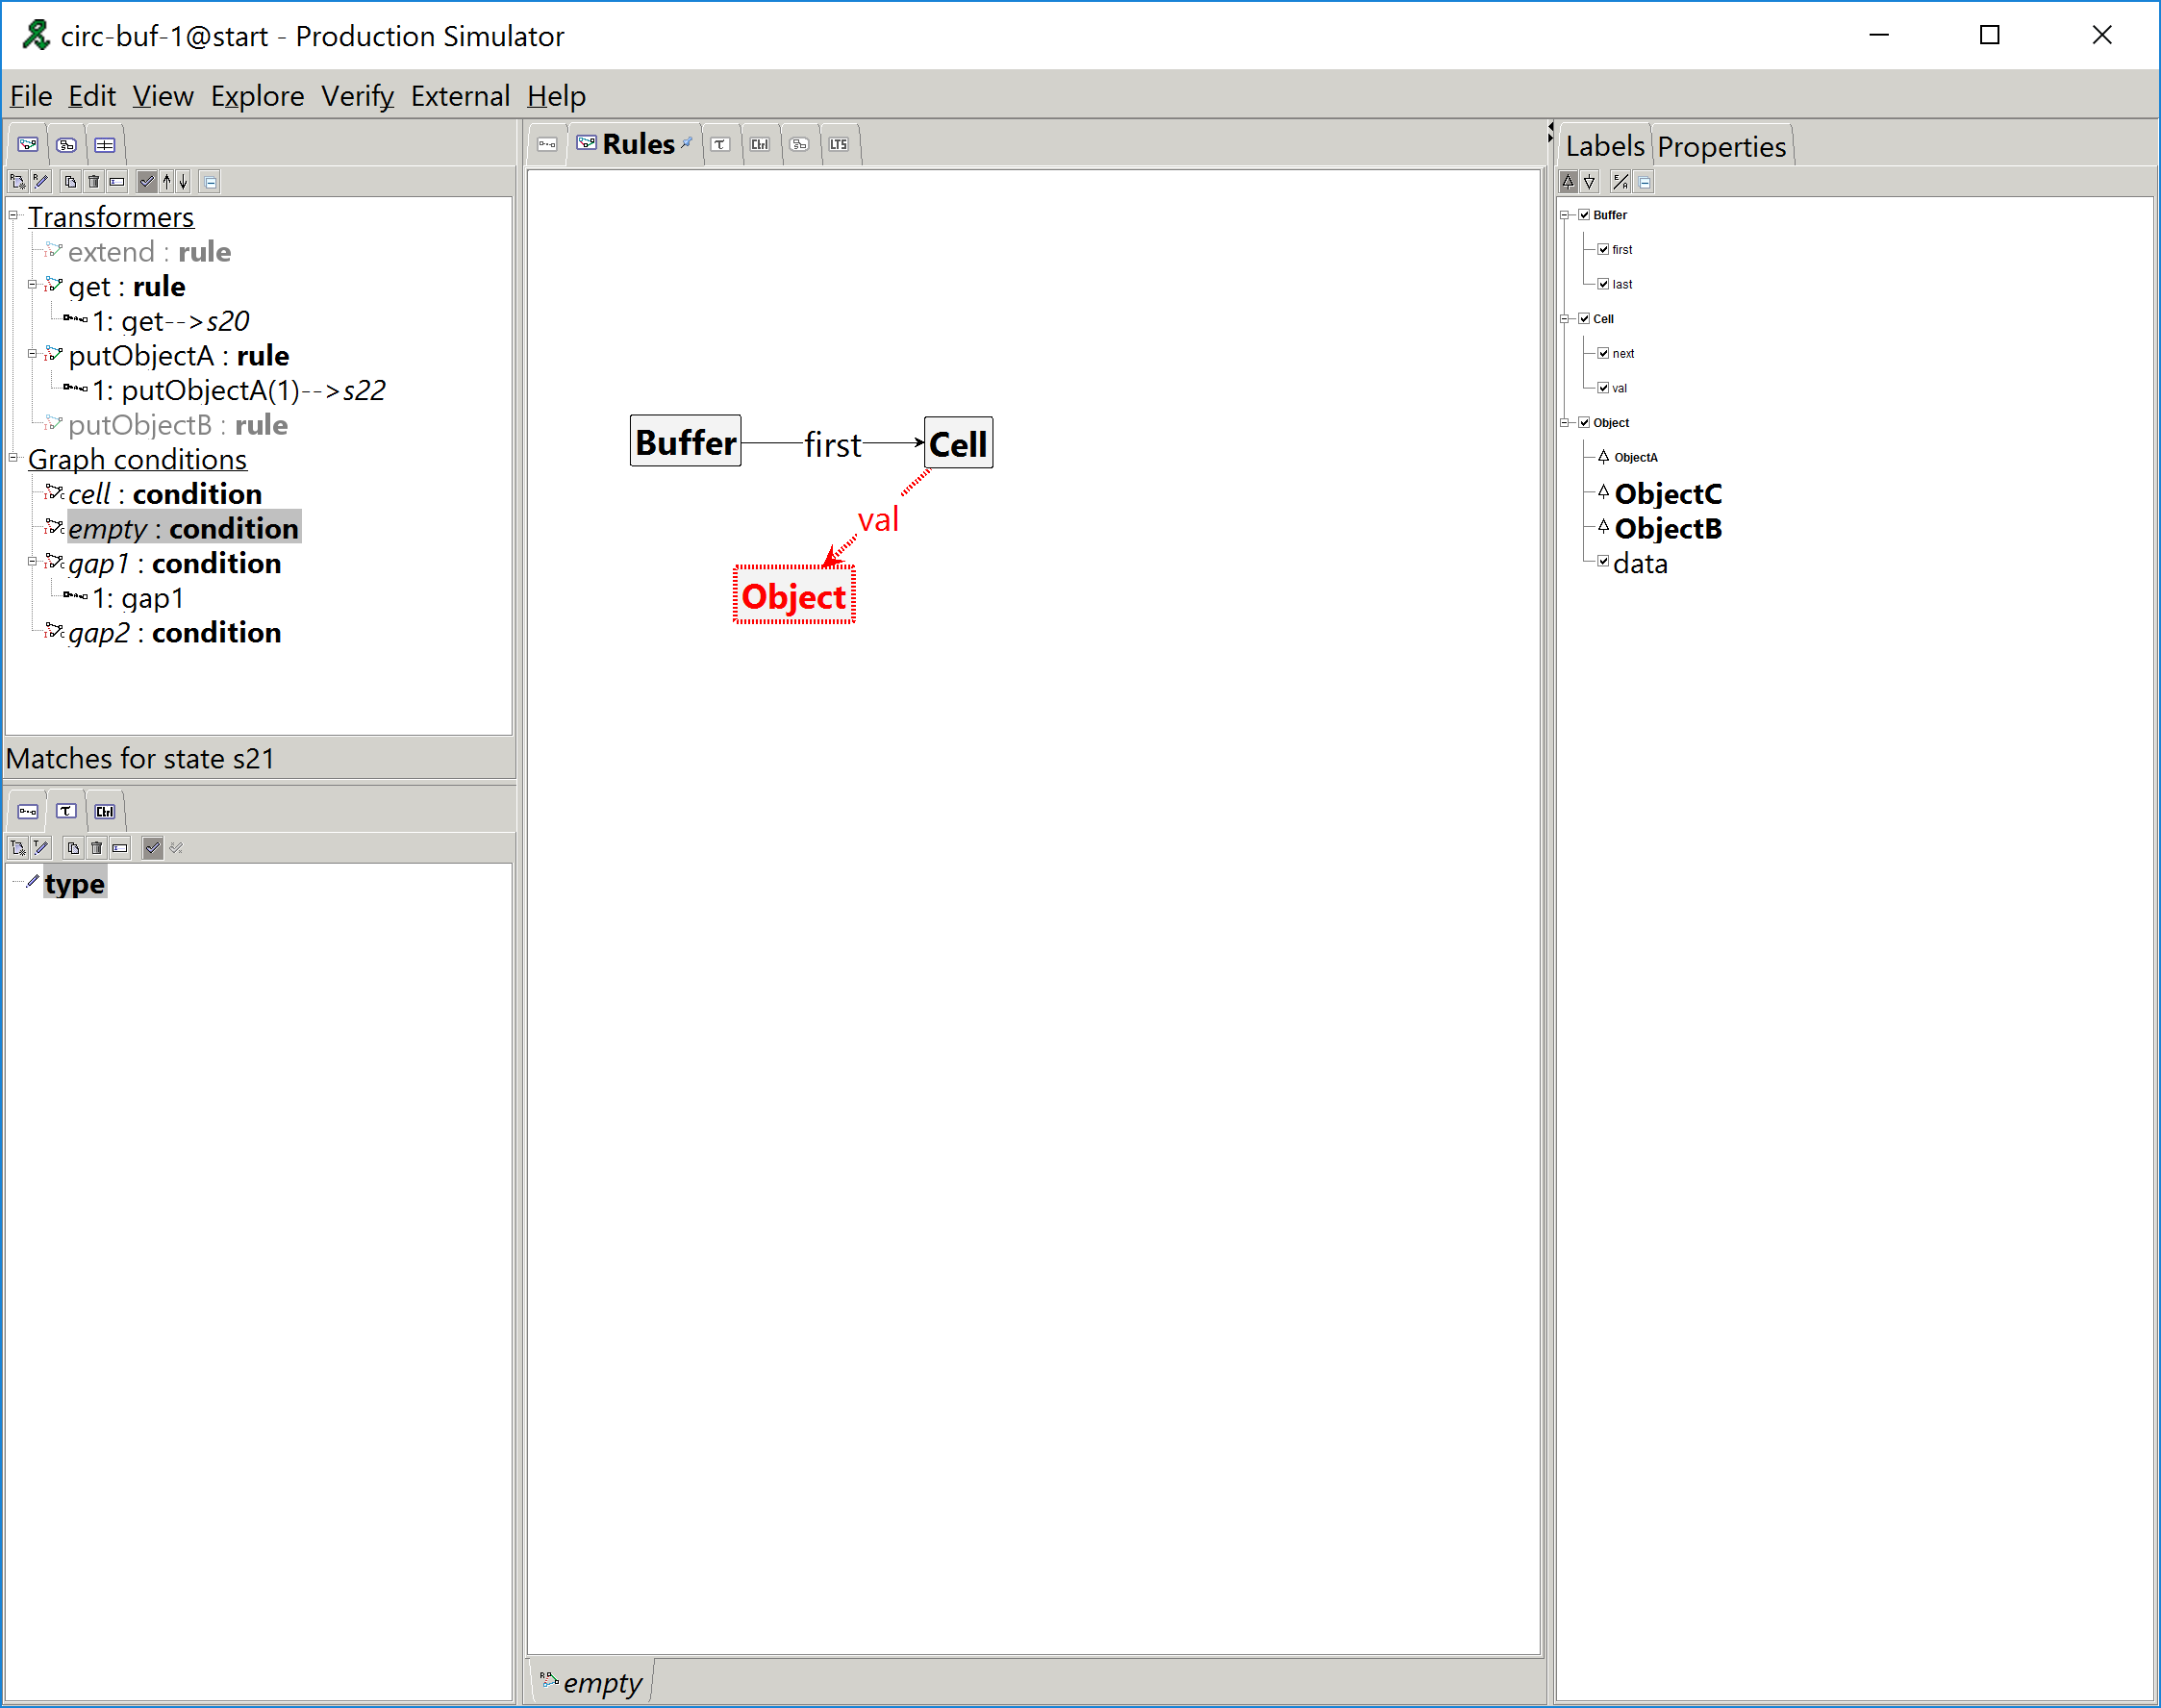 circ-buf-1@start - Production Simulator
File Edit View Explore Verify External Help
Transformers
extend : rule
get : rule
1: get-->s20
putObjectA : rule
1: putObjectA(1)-->s22
putObjectB : rule
Graph conditions
cell : condition
empty : condition
gap1 : condition
1: gap1
gap2 : condition
Matches for state s21
Ctrl
type
Rules Ctrl LTS
Buffer first Cell
val
Object
empty
Labels Properties
Buffer
first
last
Cell
next
val
Object
ObjectA
ObjectC
ObjectB
data